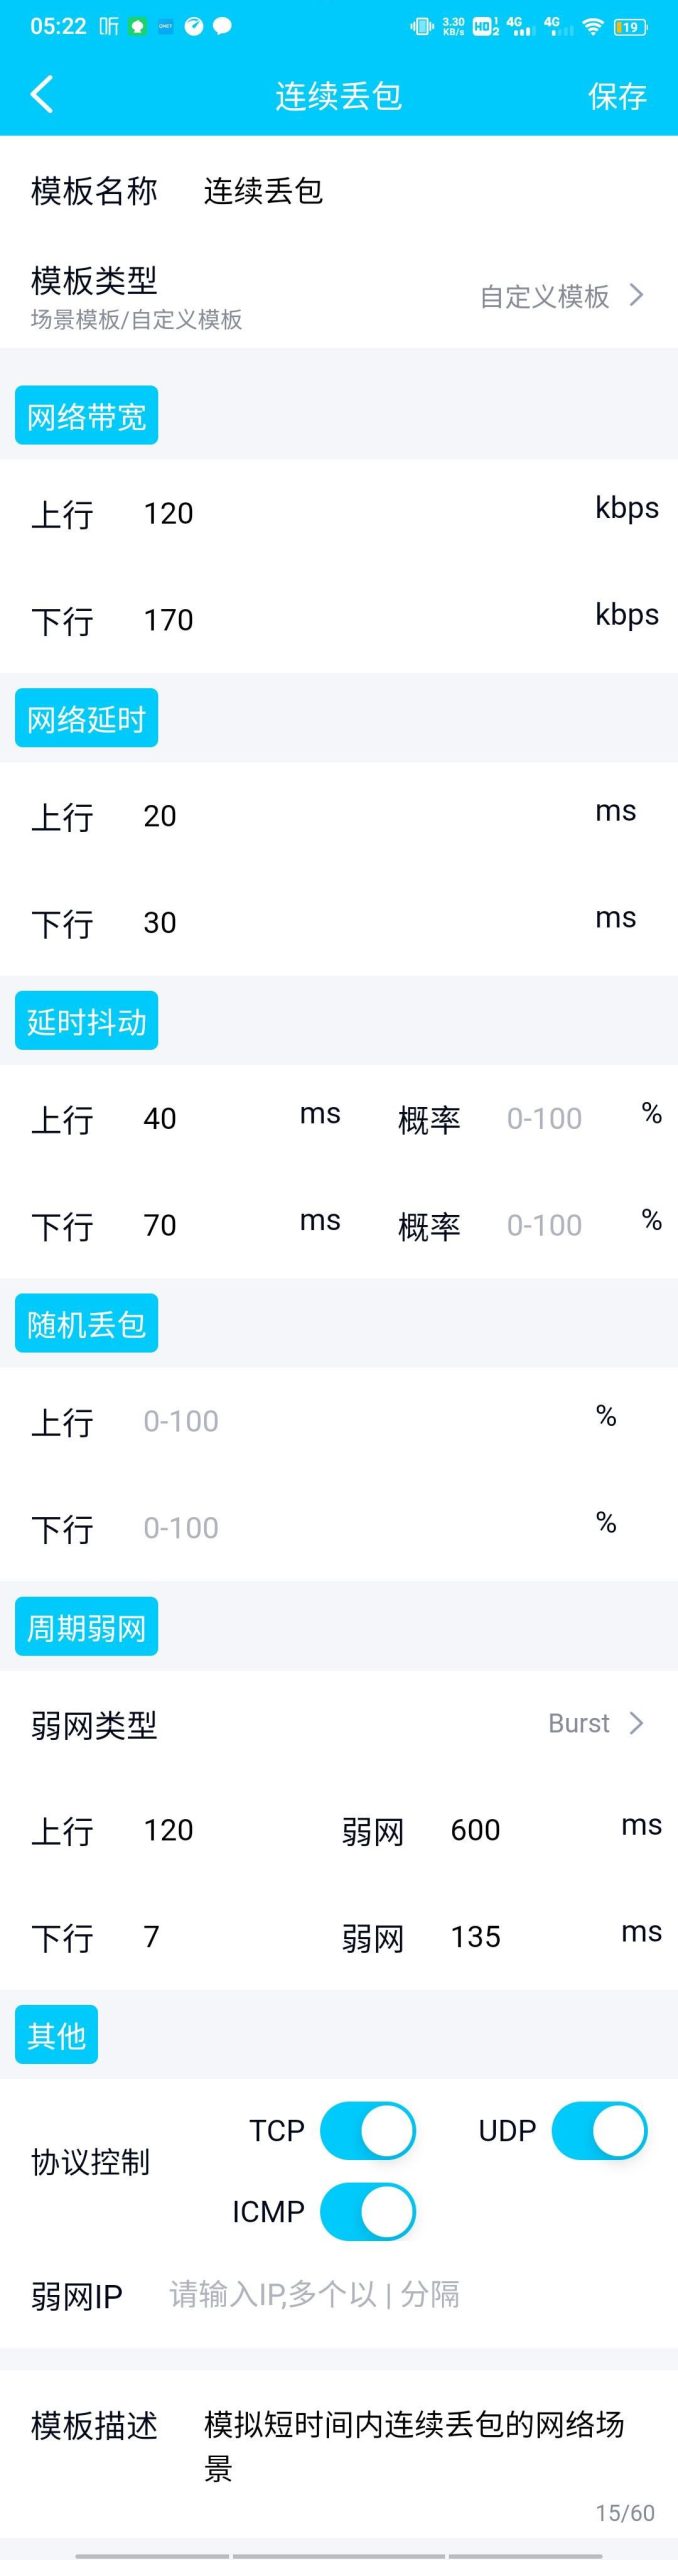 05:22 听 QNET 3.30 KB/s HD 1 2 4G 4G 19
连续丢包 保存
模板名称 连续丢包
模板类型
场景模板/自定义模板 自定义模板
网络带宽
上行 120 kbps
下行 170 kbps
网络延时
上行 20 ms
下行 30 ms
延时抖动
上行 40 ms 概率 0-100 %
下行 70 ms 概率 0-100 %
随机丢包
上行 0-100 %
下行 0-100 %
周期弱网
弱网类型 Burst
上行 120 弱网 600 ms
下行 7 弱网 135 ms
其他
协议控制 TCP UDP
ICMP
弱网IP 请输入IP,多个以 | 分隔
模板描述 模拟短时间内连续丢包的网络场
景
15/60